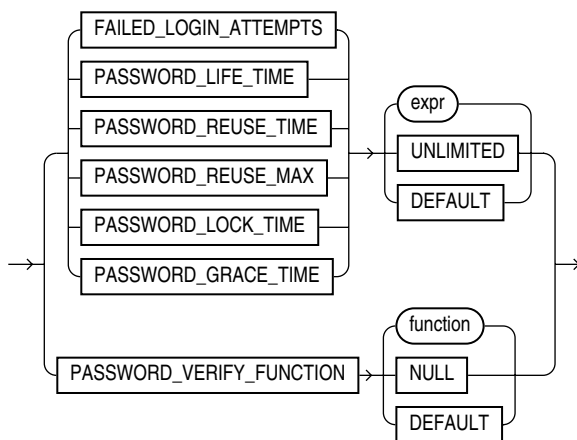 FAILED_LOGIN_ATTEMPTS
PASSWORD_LIFE_TIME
PASSWORD_REUSE_TIME
PASSWORD_REUSE_MAX
PASSWORD_LOCK_TIME
PASSWORD_GRACE_TIME
expr
UNLIMITED
DEFAULT
PASSWORD_VERIFY_FUNCTION
function
NULL
DEFAULT